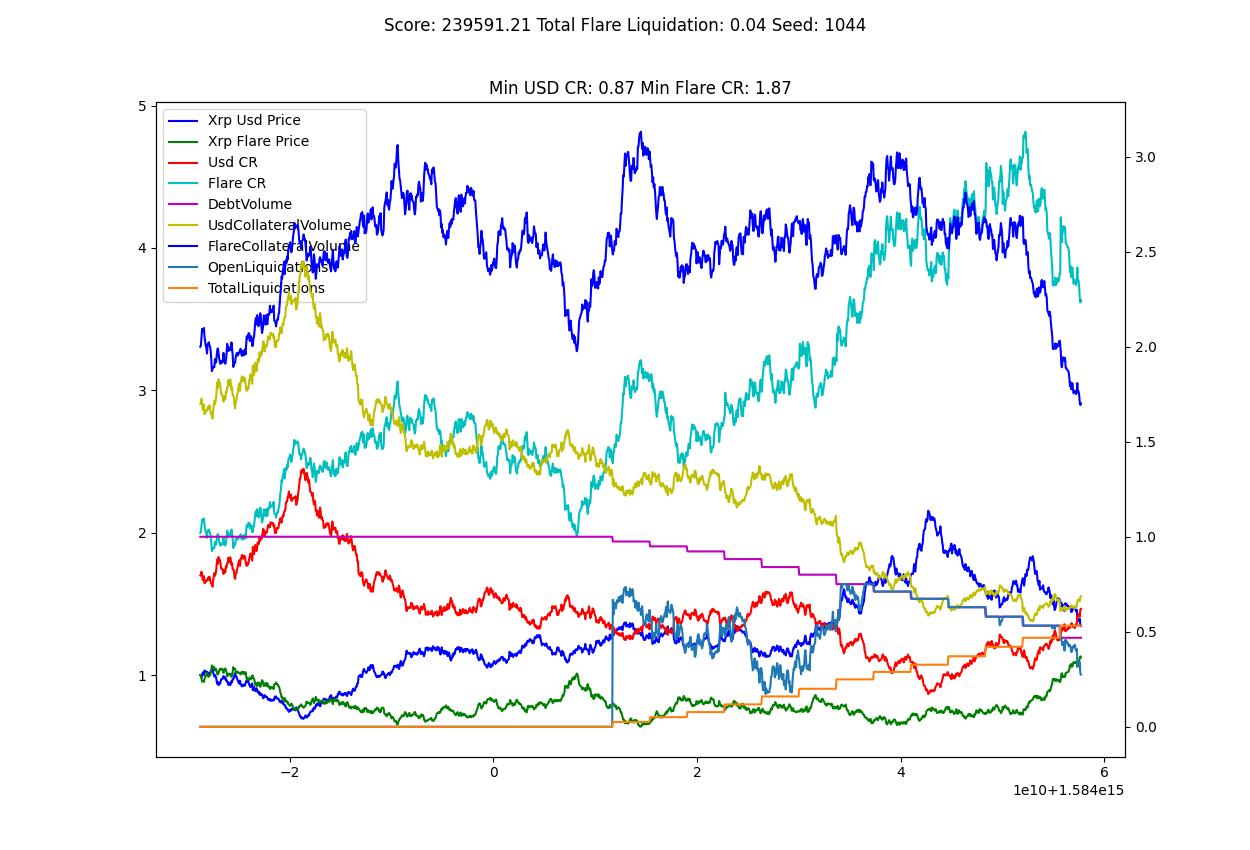 Score: 239591.21 Total Flare Liquidation: 0.04 Seed: 1044
Min USD CR: 0.87 Min Flare CR: 1.87
Xrp Usd Price
Xrp Flare Price
Usd CR
Flare CR
DebtVolume
UsdCollateralVolume
FlareCollateralVolume
OpenLiquidations
TotalLiquidations
5
4
3
2
1
3.0
2.5
2.0
1.5
1.0
0.5
0.0
−2
0
2
4
6
1e10+1.584e15